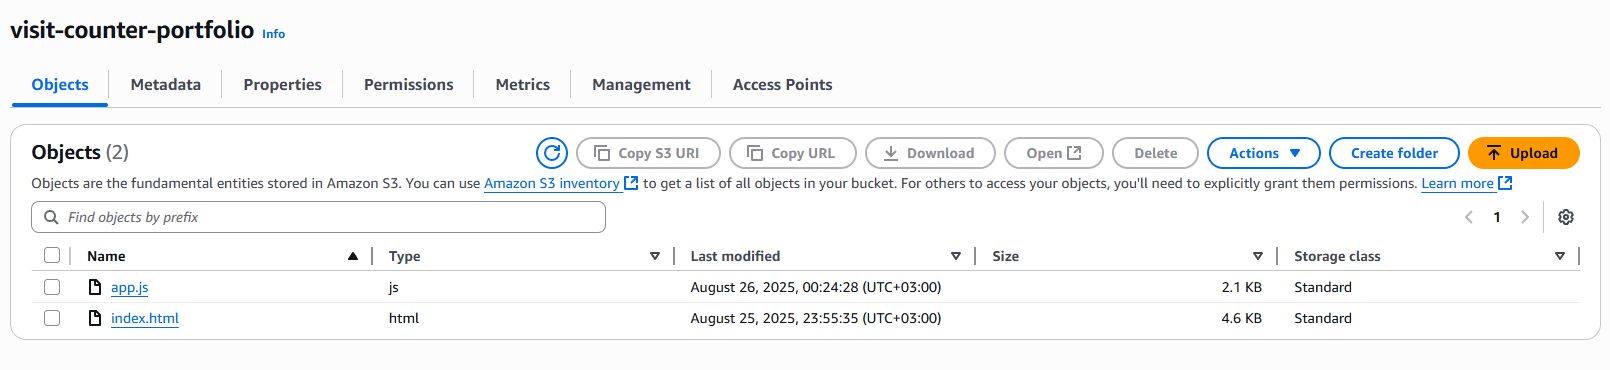 visit-counter-portfolio Info
Objects Metadata Properties Permissions Metrics Management Access Points
Objects (2) Copy S3 URI Copy URL Download Open Delete Actions Create folder Upload
Objects are the fundamental entities stored in Amazon S3. You can use Amazon S3 inventory to get a list of all objects in your bucket. For others to access your objects, you'll need to explicitly grant them permissions. Learn more
Find objects by prefix 1
Name Type Last modified Size Storage class
app.js js August 26, 2025, 00:24:28 (UTC+03:00) 2.1 KB Standard
index.html html August 25, 2025, 23:55:35 (UTC+03:00) 4.6 KB Standard